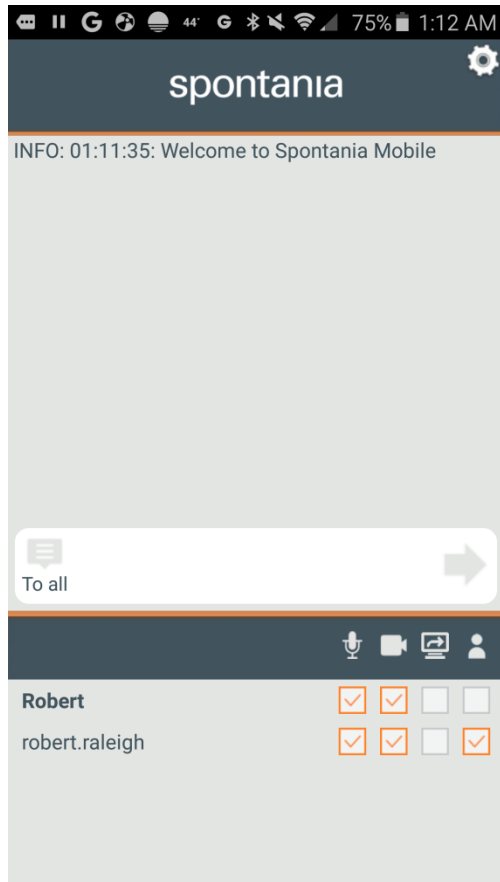 44° G 75% 1:12 AM
spontania
INFO: 01:11:35: Welcome to Spontania Mobile
To all
Robert
robert.raleigh